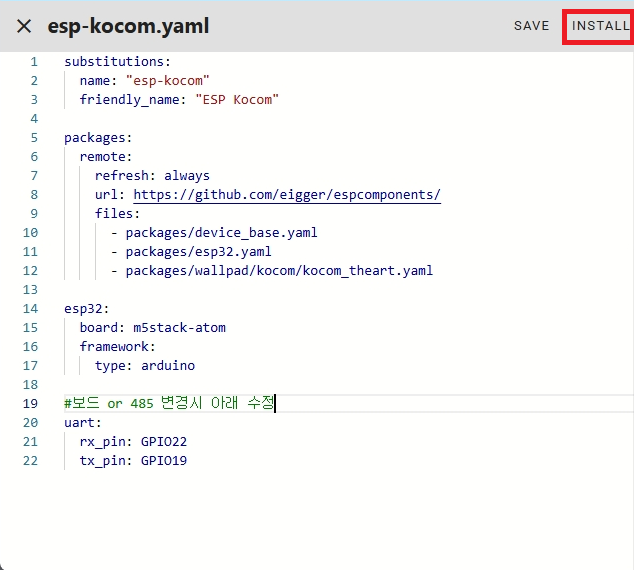 esp-kocom.yaml SAVE INSTALL
1 substitutions:
2 name: "esp-kocom"
3 friendly_name: "ESP Kocom"
4
5 packages:
6 remote:
7 refresh: always
8 url: https://github.com/eigger/espcomponents/
9 files:
10 - packages/device_base.yaml
11 - packages/esp32.yaml
12 - packages/wallpad/kocom/kocom_theart.yaml
13
14 esp32:
15 board: m5stack-atom
16 framework:
17 type: arduino
18
19 #보드 or 485 변경시 아래 수정
20 uart:
21 rx_pin: GPIO22
22 tx_pin: GPIO19